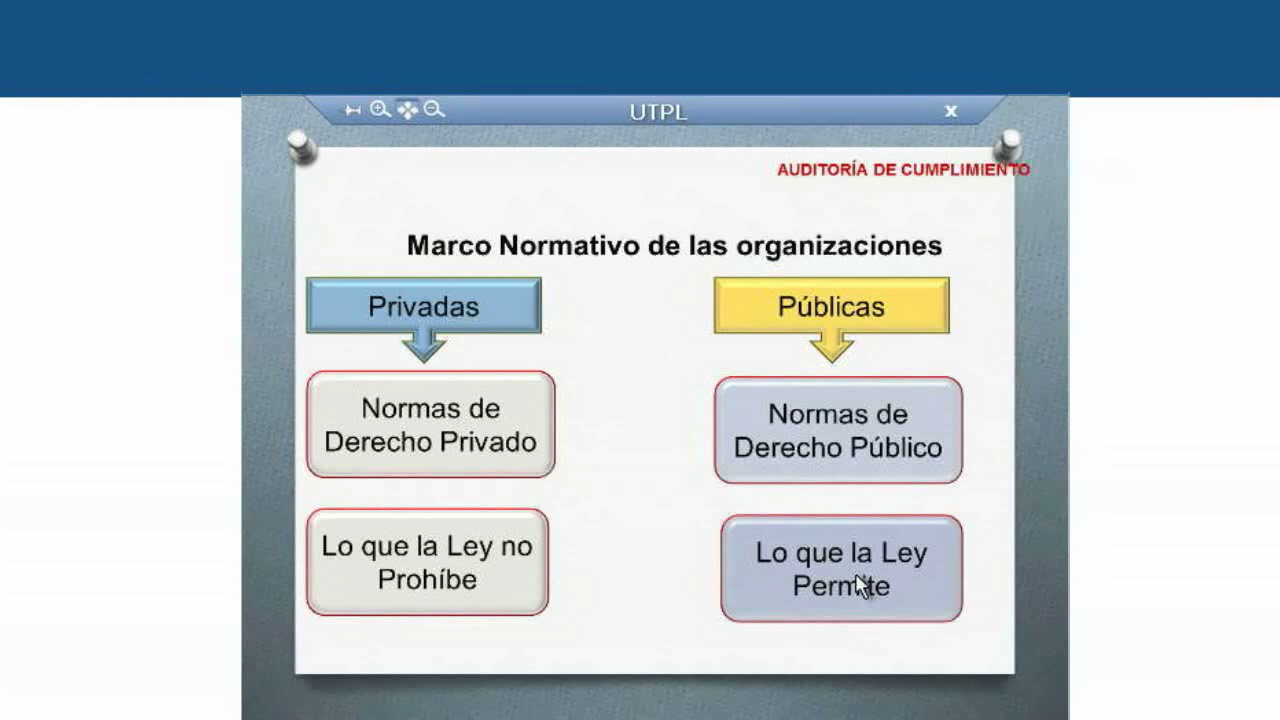 UTPL
x
AUDITORÍA DE CUMPLIMIENTO
Marco Normativo de las organizaciones
Privadas
Normas de
Derecho Privado
Lo que la Ley no
Prohíbe
Públicas
Normas de
Derecho Público
Lo que la Ley
Permite